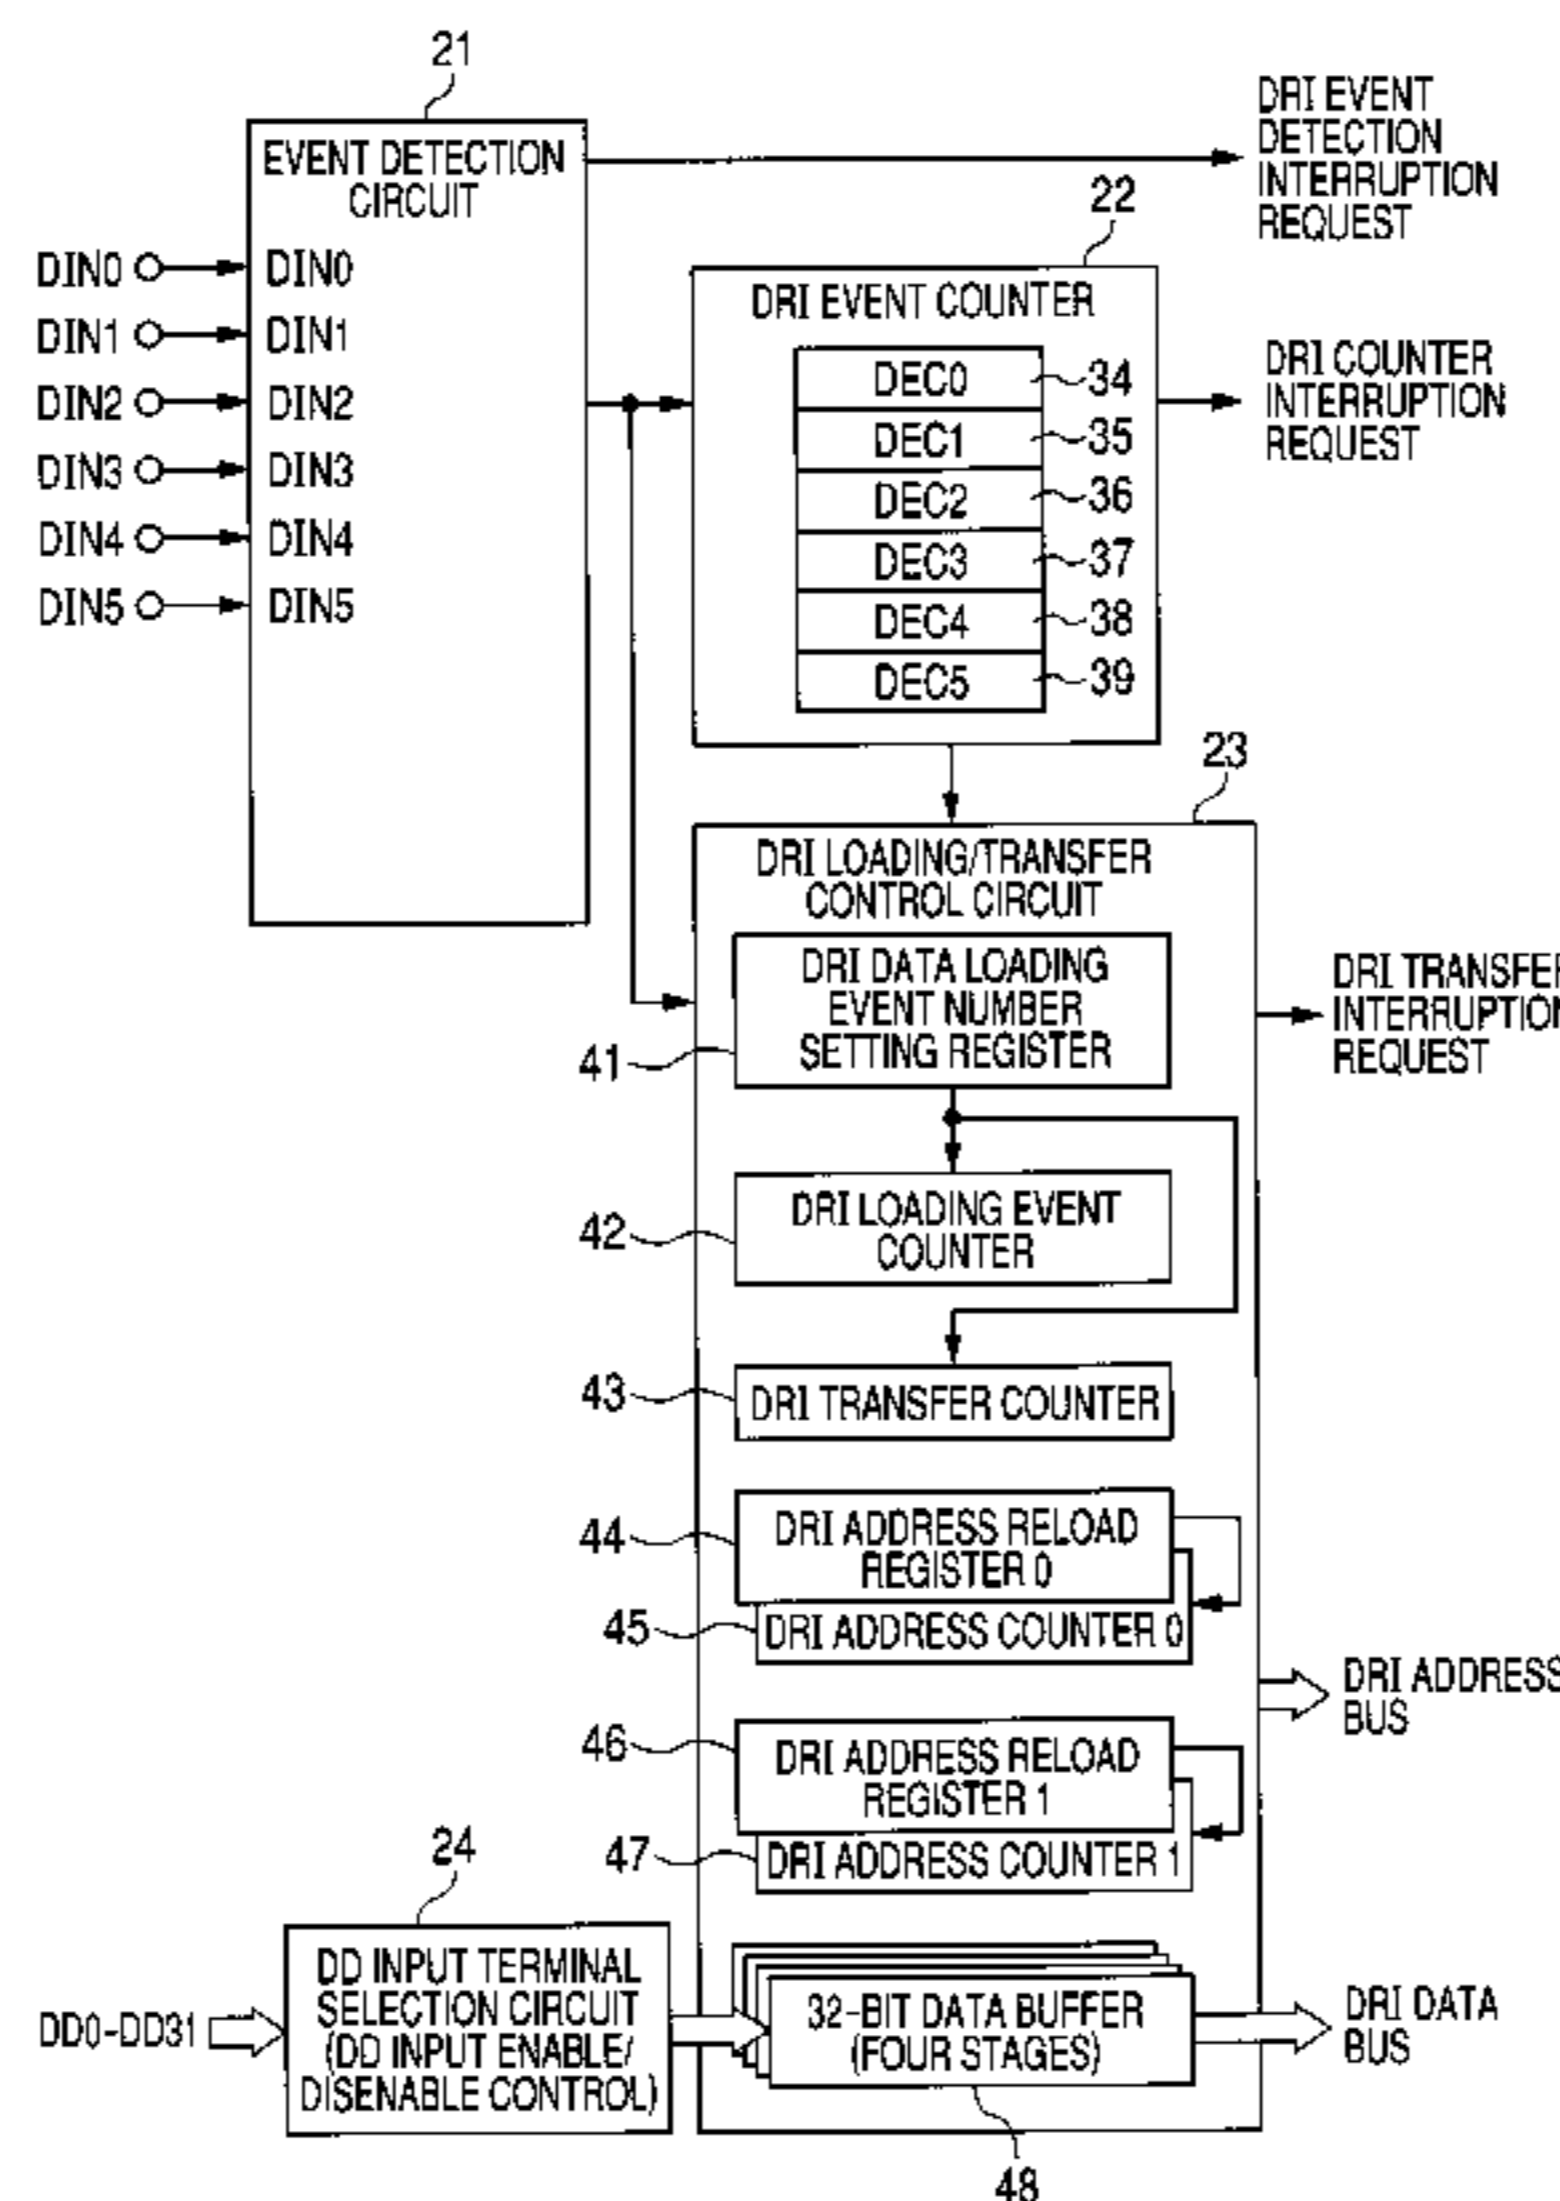 21
EVENT DETECTION
CIRCUIT
DRI EVENT
DETECTION
INTERRUPTION
REQUEST
DIN0
DIN1
DIN2
DIN3
DIN4
DIN5
DIN0
DIN1
DIN2
DIN3
DIN4
DIN5
22
DRI EVENT COUNTER
DEC0
34
DEC1
35
DEC2
36
DEC3
37
DEC4
38
DEC5
39
DRI COUNTER
INTERRUPTION
REQUEST
23
DRI LOADING/TRANSFER
CONTROL CIRCUIT
DRI DATA LOADING
EVENT NUMBER
SETTING REGISTER
41
DRI TRANSFER
INTERRUPTION
REQUEST
DRI LOADING EVENT
COUNTER
42
43
DRI TRANSFER COUNTER
44
DRI ADDRESS RELOAD
REGISTER 0
45
DRI ADDRESS COUNTER 0
DRI ADDRESS
BUS
46
DRI ADDRESS RELOAD
REGISTER 1
47
DRI ADDRESS COUNTER 1
24
DD0-DD31
DD INPUT TERMINAL
SELECTION CIRCUIT
(DD INPUT ENABLE/
DISENABLE CONTROL)
32-BIT DATA BUFFER
(FOUR STAGES)
DRI DATA
BUS
48